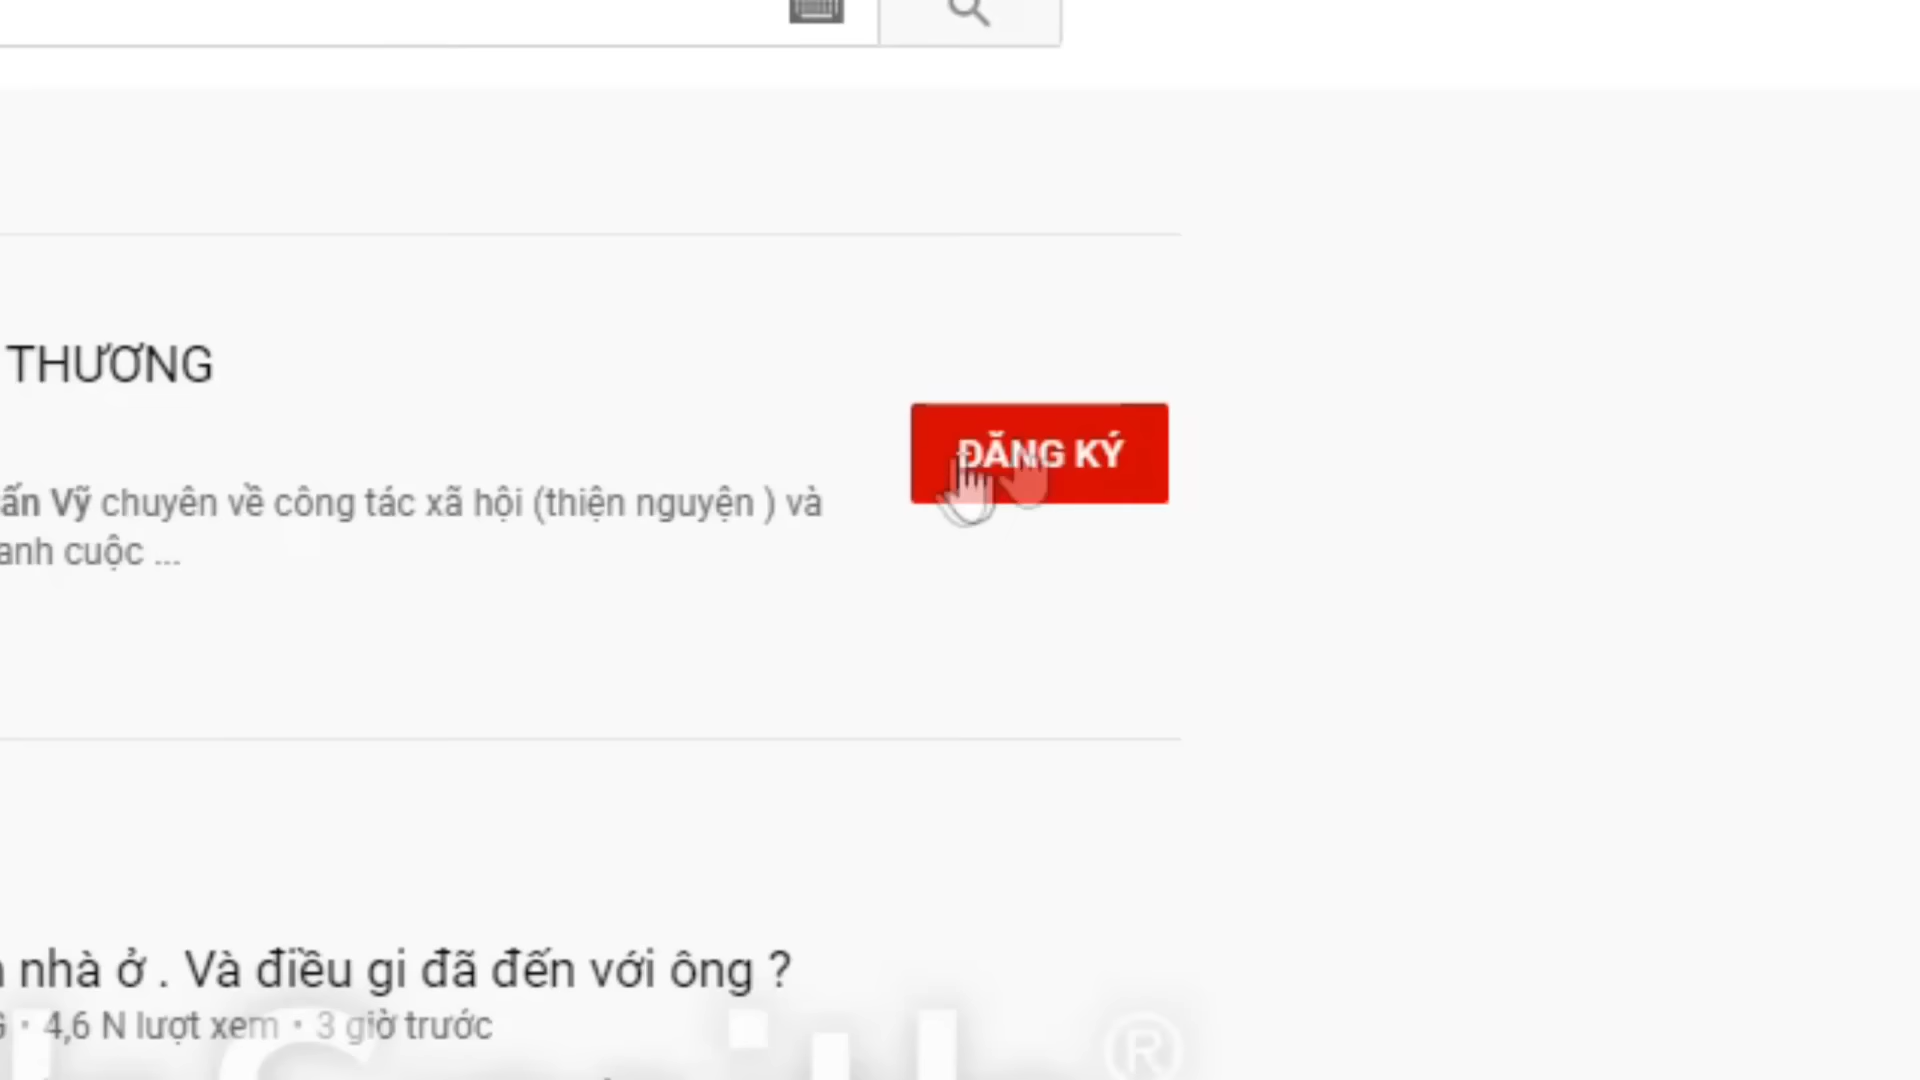 THƯƠNG
ĐĂNG KÝ
ấn Vỹ chuyên về công tác xã hội (thiện nguyện ) và
anh cuộc ...
nhà ở . Và điều gi đã đến với ông ?
• 4,6 N lượt xem • 3 giờ trước
®